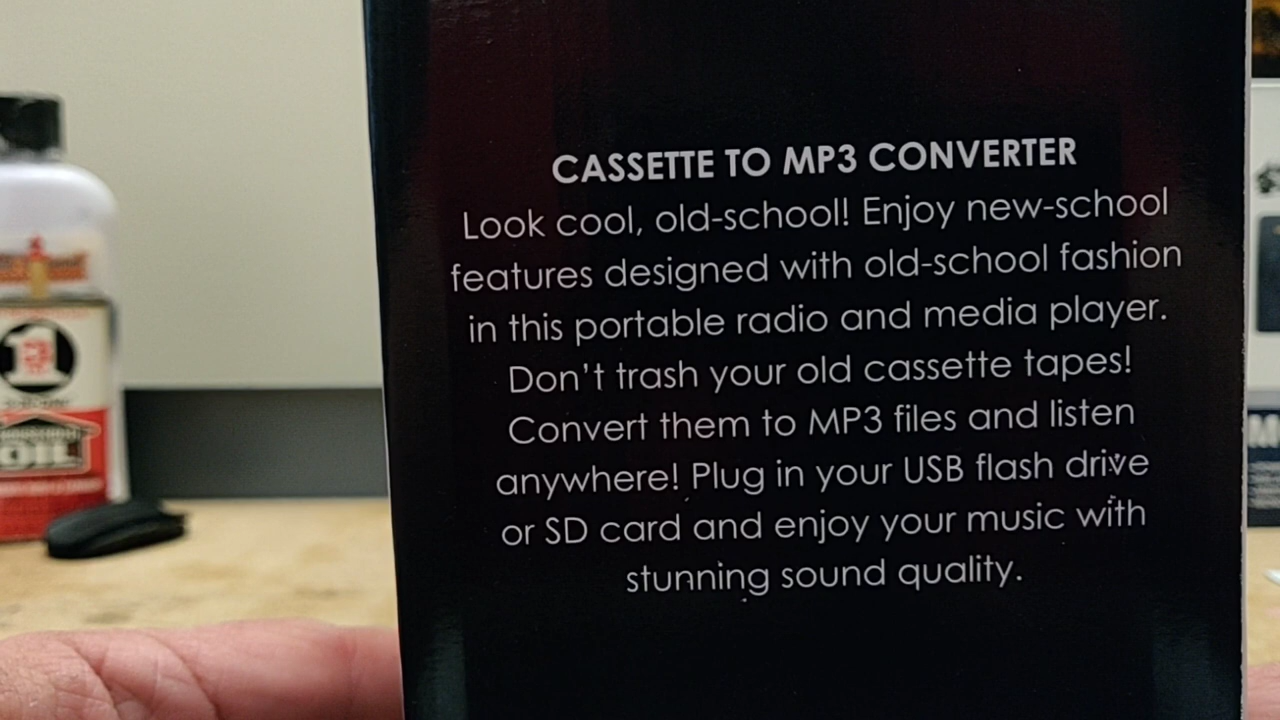 CASSETTE TO MP3 CONVERTER
Look cool, old-school! Enjoy new-school
features designed with old-school fashion
in this portable radio and media player.
Don't trash your old cassette tapes!
Convert them to MP3 files and listen
anywhere! Plug in your USB flash drive
or SD card and enjoy your music with
stunning sound quality.
OIL